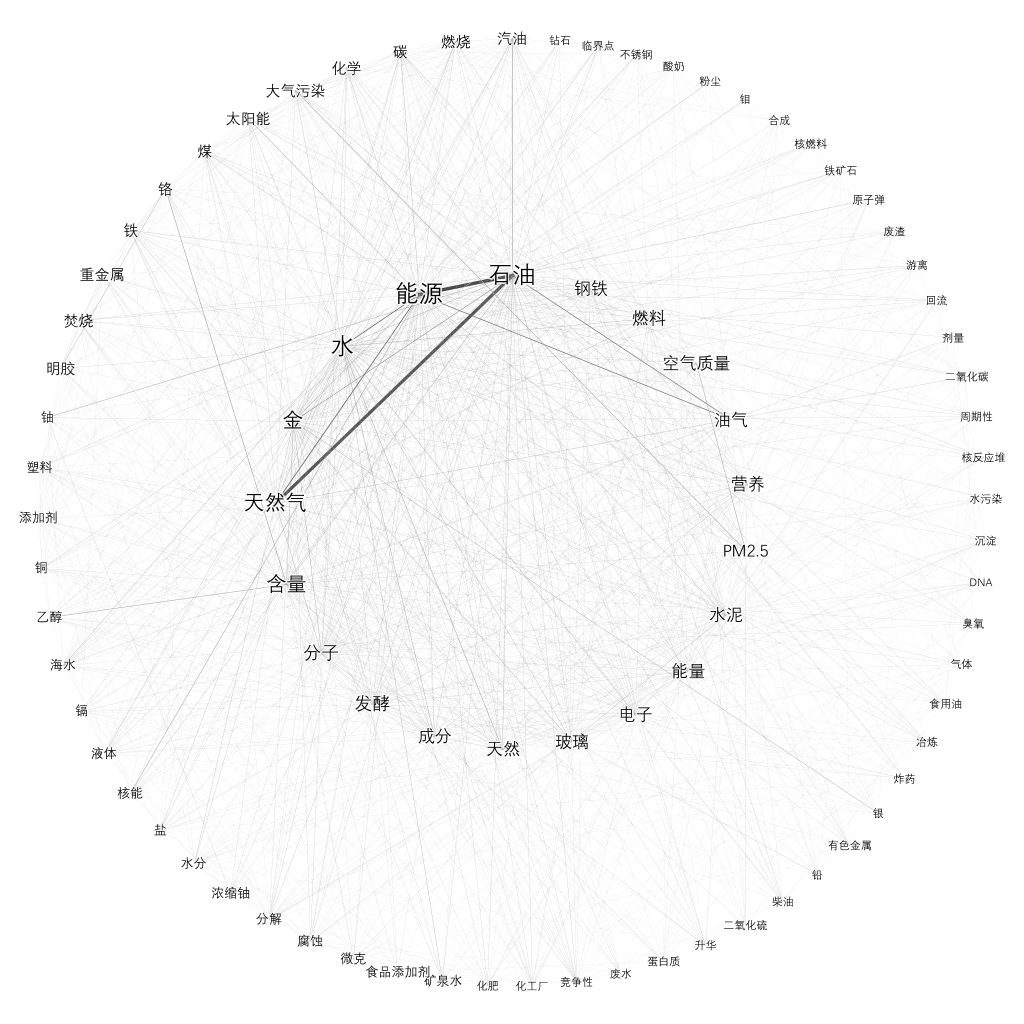 汽油
钻石
临界点
不锈钢
酸奶
粉尘
钼
合成
核燃料
铁矿石
原子弹
废渣
游离
回流
剂量
二氧化碳
周期性
核反应堆
水污染
沉淀
DNA
臭氧
气体
食用油
冶炼
炸药
银
有色金属
铅
柴油
二氧化硫
升华
蛋白质
废水
竞争性
化工厂
化肥
矿泉水
食品添加剂
微克
腐蚀
分解
浓缩铀
水分
盐
核能
液体
镉
海水
乙醇
铜
添加剂
塑料
铀
明胶
焚烧
重金属
铁
铬
煤
太阳能
大气污染
化学
碳
燃烧
石油
钢铁
燃料
空气质量
油气
营养
PM2.5
水泥
能量
电子
玻璃
天然
成分
发酵
分子
含量
天然气
金
水
能源